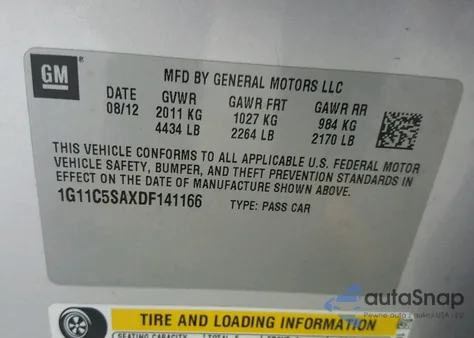 GM
MFD BY GENERAL MOTORS LLC
DATE GVWR GAWR FRT GAWR RR
08/12 2011 KG 1027 KG 984 KG
4434 LB 2264 LB 2170 LB
THIS VEHICLE CONFORMS TO ALL APPLICABLE U.S. FEDERAL MOTOR
VEHICLE SAFETY, BUMPER, AND THEFT PREVENTION STANDARDS IN
EFFECT ON THE DATE OF MANUFACTURE SHOWN ABOVE.
1G11C5SAXDF141166 TYPE: PASS CAR
autoSnap
TIRE AND LOADING INFORMATION
SEATING CAPACITY